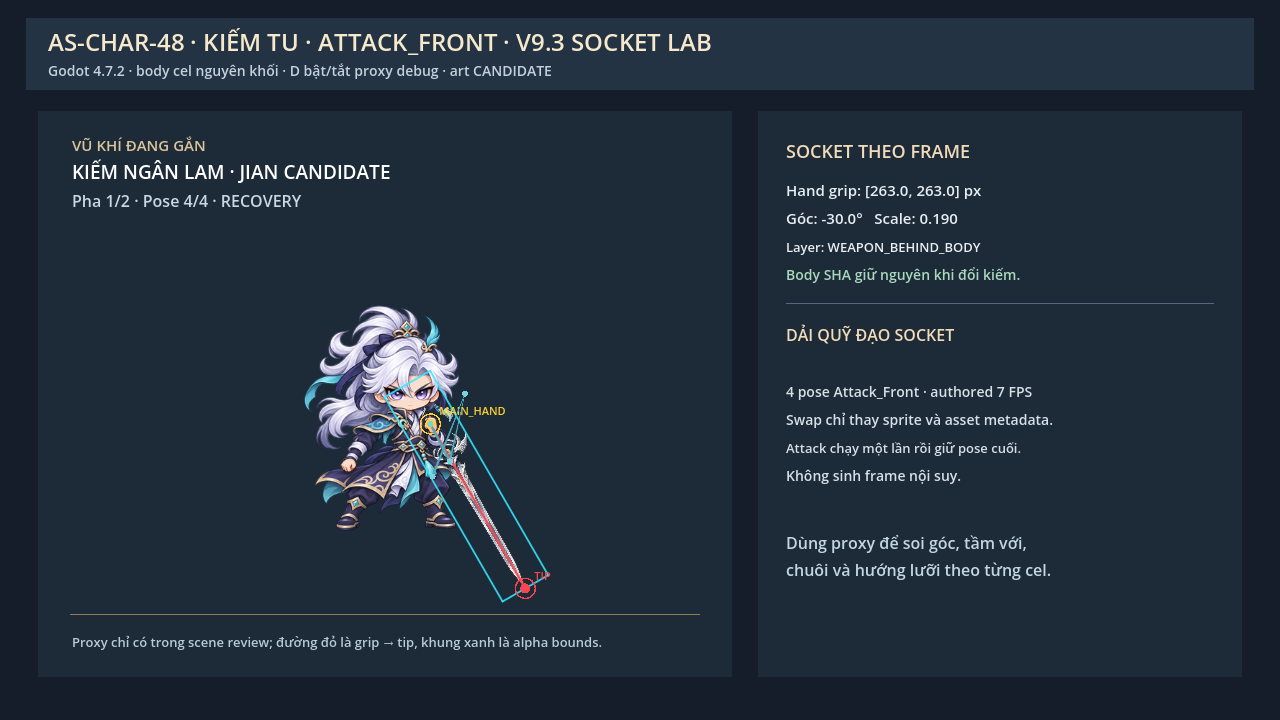 AS-CHAR-48 · KIẾM TU · ATTACK_FRONT · V9.3 SOCKET LAB
Godot 4.7.2 · body cel nguyên khối · D bật/tắt proxy debug · art CANDIDATE
VŨ KHÍ ĐANG GẮN
KIẾM NGÂN LAM · JIAN CANDIDATE
Pha 1/2 · Pose 4/4 · RECOVERY
MAIN_HAND
TIP
Proxy chỉ có trong scene review; đường đỏ là grip → tip, khung xanh là alpha bounds.
SOCKET THEO FRAME
Hand grip: [263.0, 263.0] px
Góc: -30.0° Scale: 0.190
Layer: WEAPON_BEHIND_BODY
Body SHA giữ nguyên khi đổi kiếm.
DẢI QUỸ ĐẠO SOCKET
4 pose Attack_Front · authored 7 FPS
Swap chỉ thay sprite và asset metadata.
Attack chạy một lần rồi giữ pose cuối.
Không sinh frame nội suy.
Dùng proxy để soi góc, tầm với,
chuôi và hướng lưỡi theo từng cel.